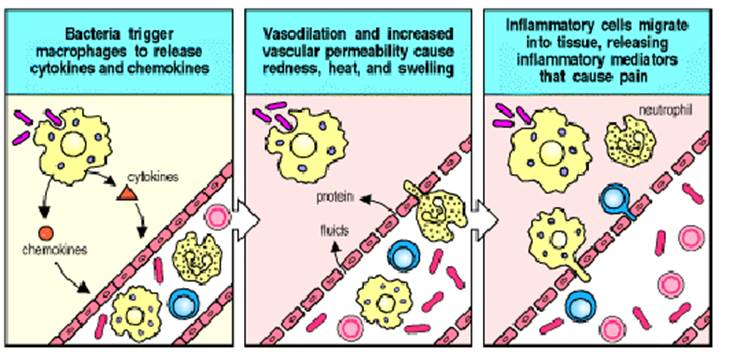 Bacteria trigger
macrophages to release
cytokines and chemokines
cytokines
chemokines
Vasodilation and increased
vascular permeability cause
redness, heat, and swelling
protein
fluids
Inflammatory cells migrate
into tissue, releasing
inflammatory mediators
that cause pain
neutrophil